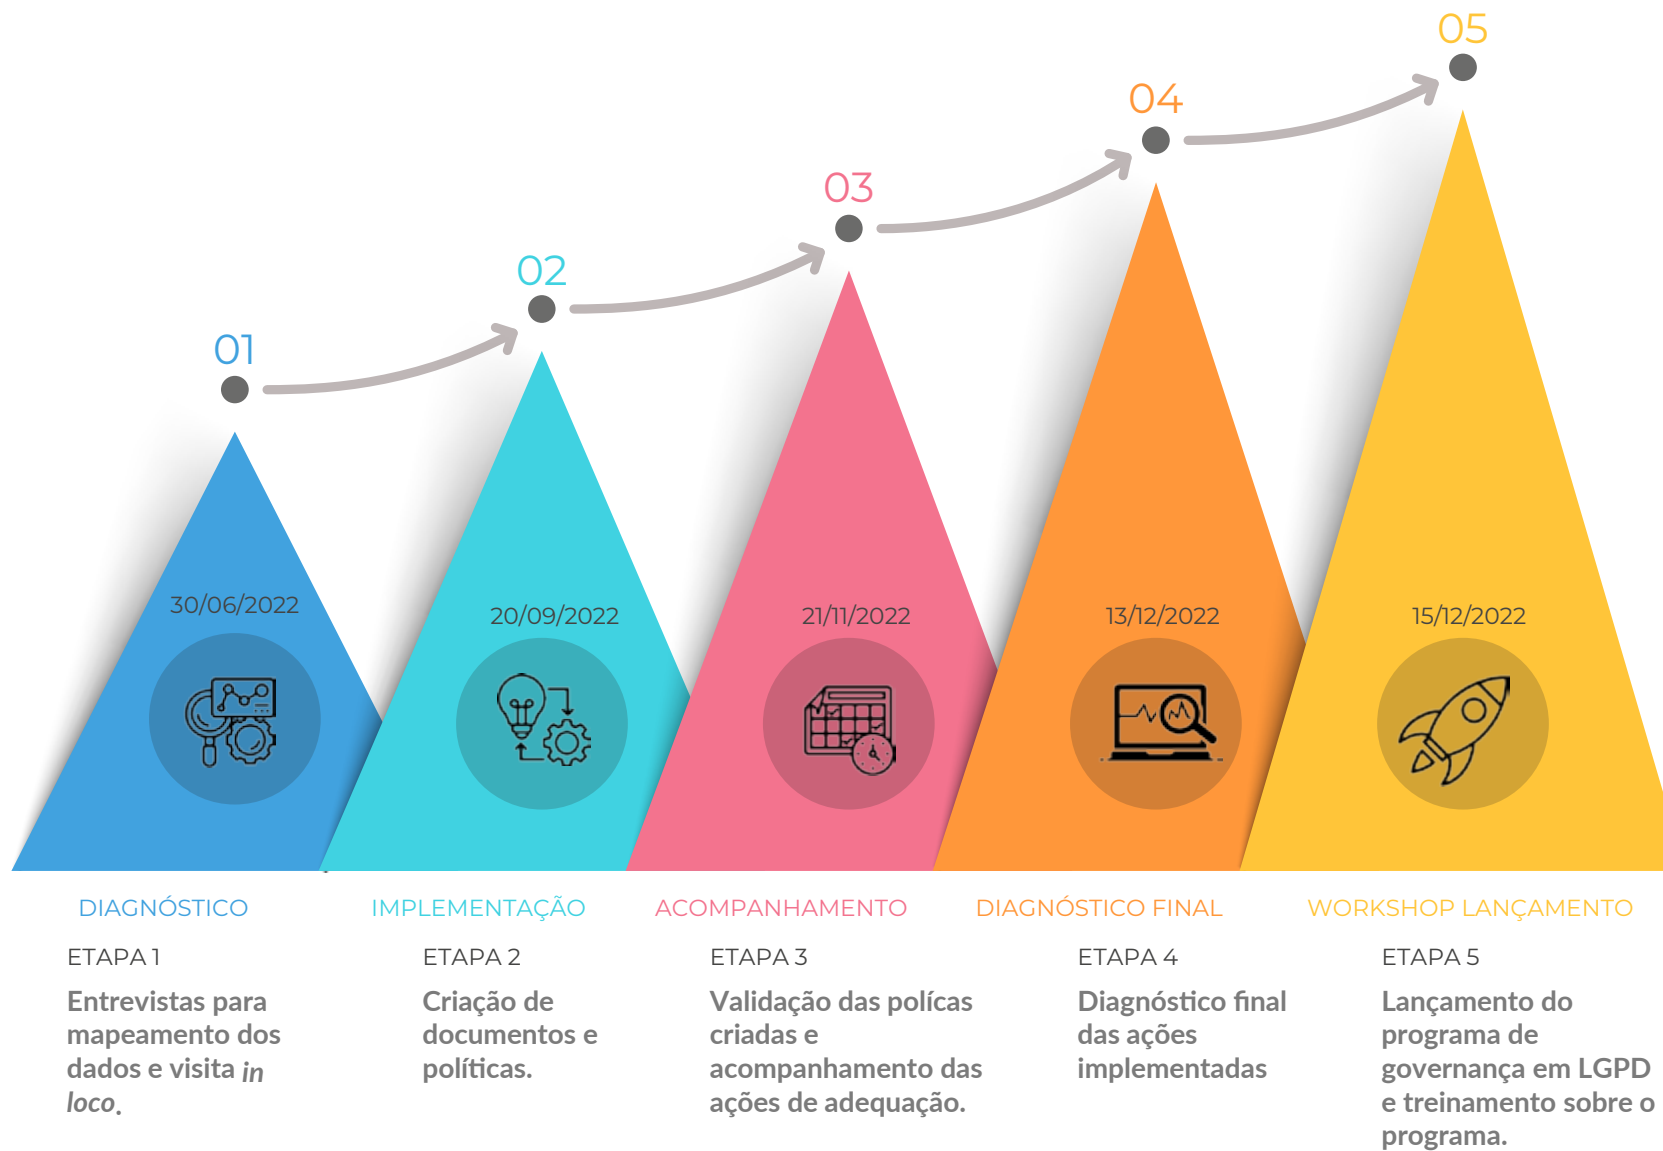 01
02
03
04
05
30/06/2022
20/09/2022
21/11/2022
13/12/2022
15/12/2022
DIAGNÓSTICO
ETAPA 1
Entrevistas para
mapeamento dos
dados e visita in
loco.
IMPLEMENTAÇÃO
ETAPA 2
Criação de
documentos e
políticas.
ACOMPANHAMENTO
ETAPA 3
Validação das polícas
criadas e
acompanhamento das
ações de adequação.
DIAGNÓSTICO FINAL
ETAPA 4
Diagnóstico final
das ações
implementadas
WORKSHOP LANÇAMENTO
ETAPA 5
Lançamento do
programa de
governança em LGPD
e treinamento sobre o
programa.